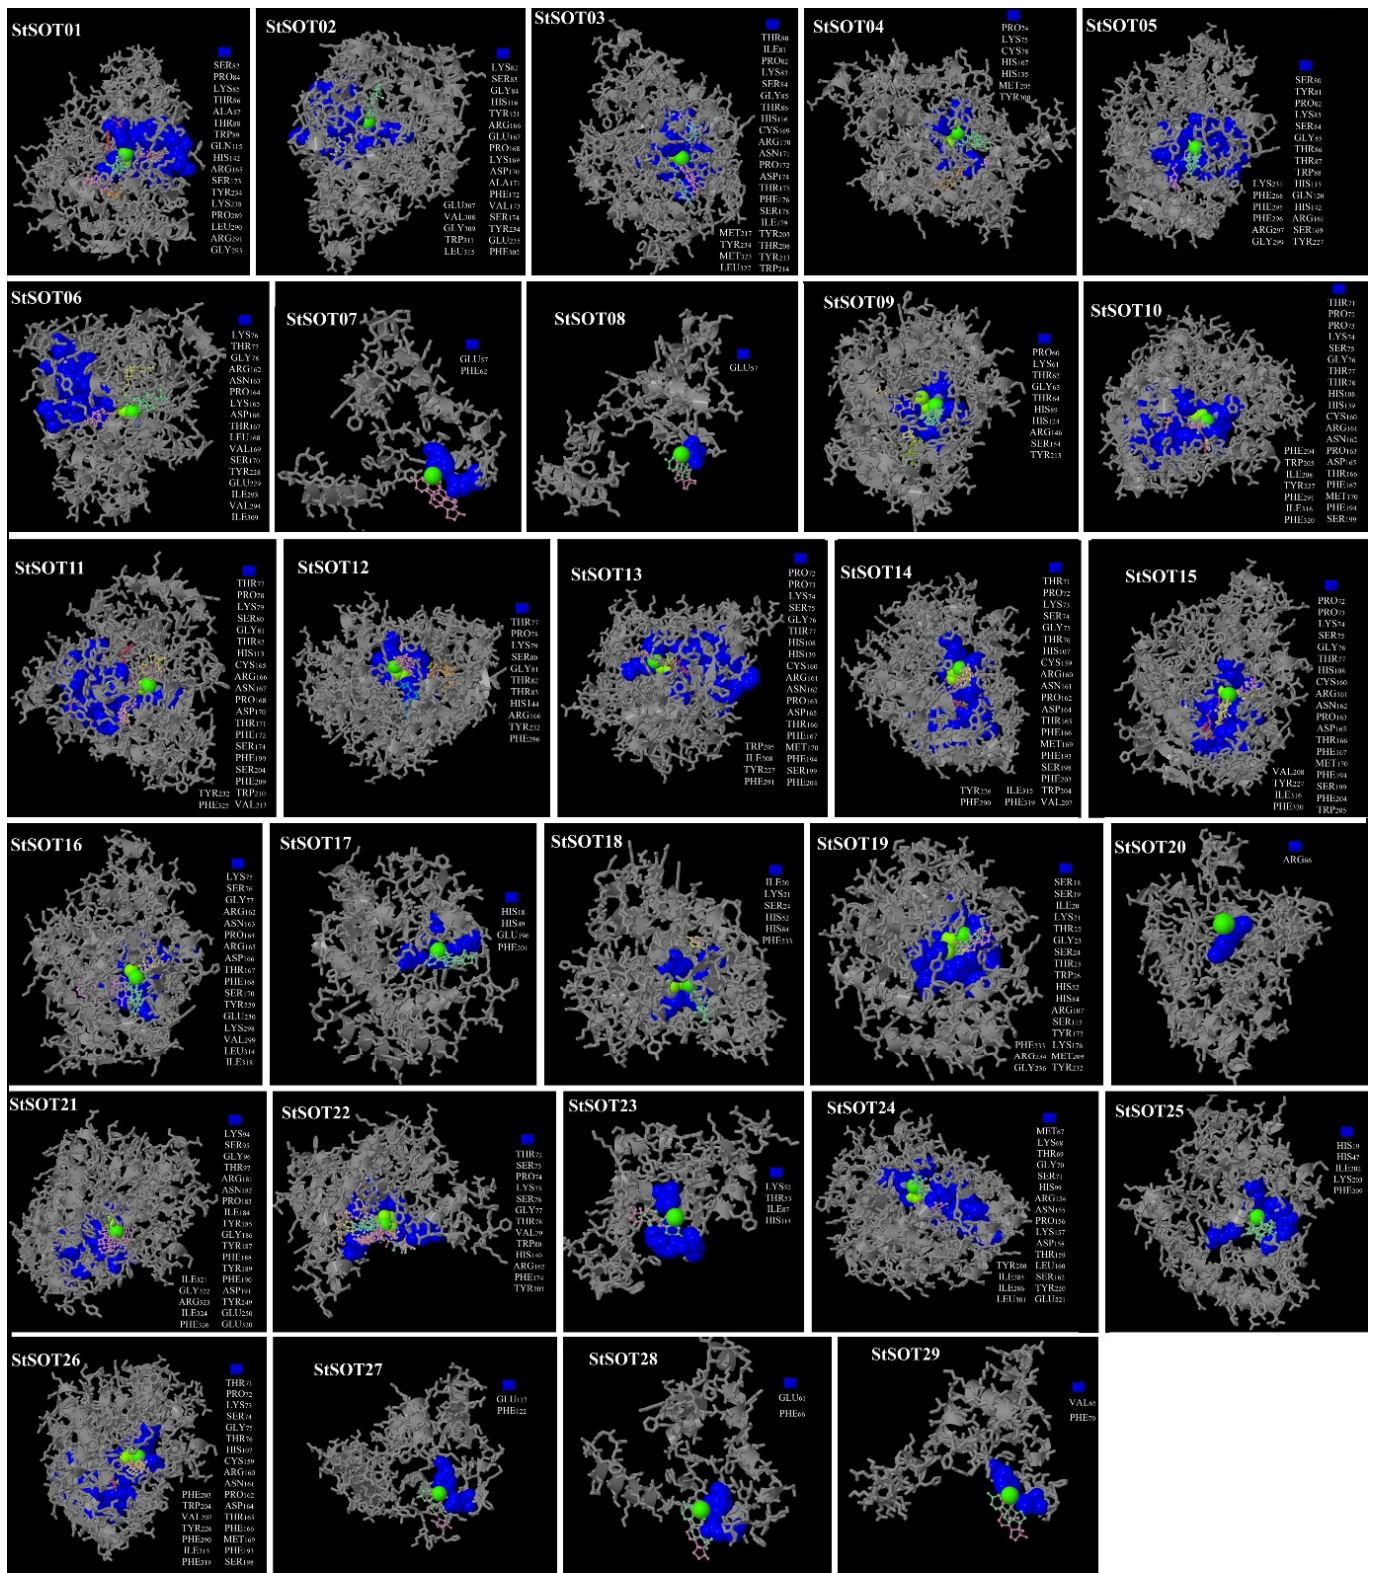 StSOT01
SER82
PRO84
LYS85
THR86
ALA87
THR88
TRP89
GLN115
HIS142
ARG165
SER173
TYR234
LYS238
PRO289
LEU290
ARG291
GLY293
StSOT02
LYS82
SER83
GLY84
HIS116
TYR121
ARG166
GLU167
PRO168
LYS169
ASP170
ALA171
PHE172
GLU307 VAL173
VAL308 SER174
GLY309 TYR234
TRP311 GLU235
LEU315 PHE302
StSOT03
THR80
ILE81
PRO82
LYS83
SER84
GLY85
THR86
HIS116
CYS169
ARG170
ASN171
PRO172
ASP174
THR175
PHE176
SER178
ILE179
MET217 TYR203
TYR234 THR208
MET323 TYR213
LEU327 TRP214
StSOT04
PRO74
LYS75
CYS78
HIS107
HIS135
MET295
TYR300
StSOT05
SER80
TYR81
PRO82
LYS83
SER84
GLY85
THR86
THR87
TRP88
LYS231 HIS115
PHE268 GLN120
PHE295 HIS142
PHE296 ARG161
ARG297 SER169
GLY299 TYR227
StSOT06
LYS76
THR77
GLY78
ARG162
ASN163
PRO164
LYS165
ASP166
THR167
LEU168
VAL169
SER170
TYR228
GLU229
ILE293
VAL294
ILE309
StSOT07
GLU57
PHE62
StSOT08
GLU57
StSOT09
PRO60
LYS61
THR62
GLY63
THR64
HIS89
HIS124
ARG146
SER154
TYR213
StSOT10
THR71
PRO72
PRO73
LYS74
SER75
GLY76
THR77
THR78
HIS108
HIS139
CYS160
ARG161
ASN162
PHE204 PRO163
TRP205 ASP165
ILE208 THR166
TYR227 PHE167
PHE291 MET170
ILE316 PHE194
PHE320 SER199
StSOT11
THR77
PRO78
LYS79
SER80
GLY81
THR82
HIS113
CYS165
ARG166
ASN167
PRO168
ASP170
THR171
PHE172
SER174
PHE199
SER204
PHE209
TYR232 TRP210
PHE325 VAL213
StSOT12
THR77
PRO78
LYS79
SER80
GLY81
THR82
THR83
HIS144
ARG166
TYR232
PHE296
StSOT13
PRO72
PRO73
LYS74
SER75
GLY76
THR77
HIS108
HIS139
CYS160
ARG161
ASN162
PRO163
ASP165
THR166
PHE167
TRP205 MET170
ILE208 PHE194
TYR227 SER199
PHE291 PHE204
StSOT14
THR71
PRO72
LYS73
SER74
GLY75
THR76
HIS107
CYS159
ARG160
ASN161
PRO162
ASP164
THR165
PHE166
MET169
PHE193
SER198
PHE203
TYR226 ILE315 TRP204
PHE290 PHE319 VAL207
StSOT15
PRO72
PRO73
LYS74
SER75
GLY76
THR77
HIS108
CYS160
ARG161
ASN162
PRO163
ASP165
THR166
PHE167
MET170
VAL208 PHE194
TYR227 SER199
ILE316 PHE204
PHE320 TRP205
StSOT16
LYS75
SER76
GLY77
ARG162
ASN163
PRO164
ARG165
ASP166
THR167
PHE168
SER170
TYR229
GLU230
LYS298
VAL299
LEU314
ILE318
StSOT17
HIS18
HIS49
GLU196
PHE201
StSOT18
ILE20
LYS21
SER24
HIS52
HIS84
PHE233
StSOT19
SER18
SER19
ILE20
LYS21
THR22
GLY23
SER24
THR25
TRP26
HIS52
HIS84
ARG107
SER115
TYR172
PHE233 LYS176
ARG234 MET209
GLY236 TYR232
StSOT20
ARG66
StSOT21
LYS94
SER95
GLY96
THR97
ARG181
ASN182
PRO183
ILE184
TYR185
GLY186
TYR187
PHE188
TYR189
ILE321 PHE190
GLY322 ASP191
ARG323 TYR249
ILE324 GLU250
PHE326 GLU320
StSOT22
THR72
SER73
PRO74
LYS75
SER76
GLY77
THR78
VAL79
TRP80
HIS140
ARG162
PHE174
TYR203
StSOT23
LYS52
THR53
ILE87
HIS114
StSOT24
MET67
LYS68
THR69
GLY70
SER71
HIS99
ARG134
ASN155
PRO156
LYS157
ASP158
THR159
TYR280 LEU160
ILE285 SER162
ILE286 TYR220
LEU301 GLU221
StSOT25
HIS19
HIS47
ILE202
LYS203
PHE209
StSOT26
THR71
PRO72
LYS73
SER74
GLY75
THR76
HIS107
CYS159
ARG160
ASN161
PHE203 PRO162
TRP204 ASP164
VAL207 THR165
TYR226 PHE166
PHE290 MET169
ILE315 PHE193
PHE319 SER198
StSOT27
GLU117
PHE122
StSOT28
GLU61
PHE66
StSOT29
VAL65
PHE70